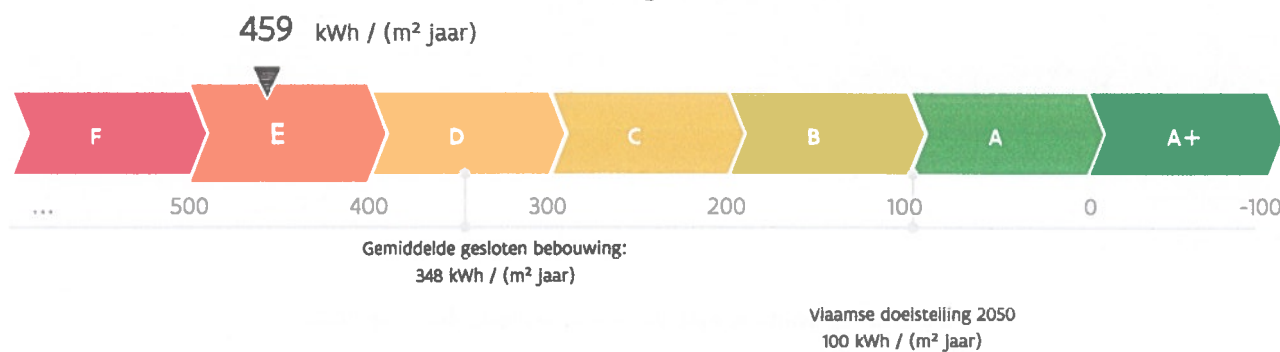 459 kWh / (m² jaar)
F E D C B A A+
... 500 400 300 200 100 0 -100
Gemiddelde gesloten bebouwing:
348 kWh / (m² jaar)
Vlaamse doelstelling 2050
100 kWh / (m² jaar)